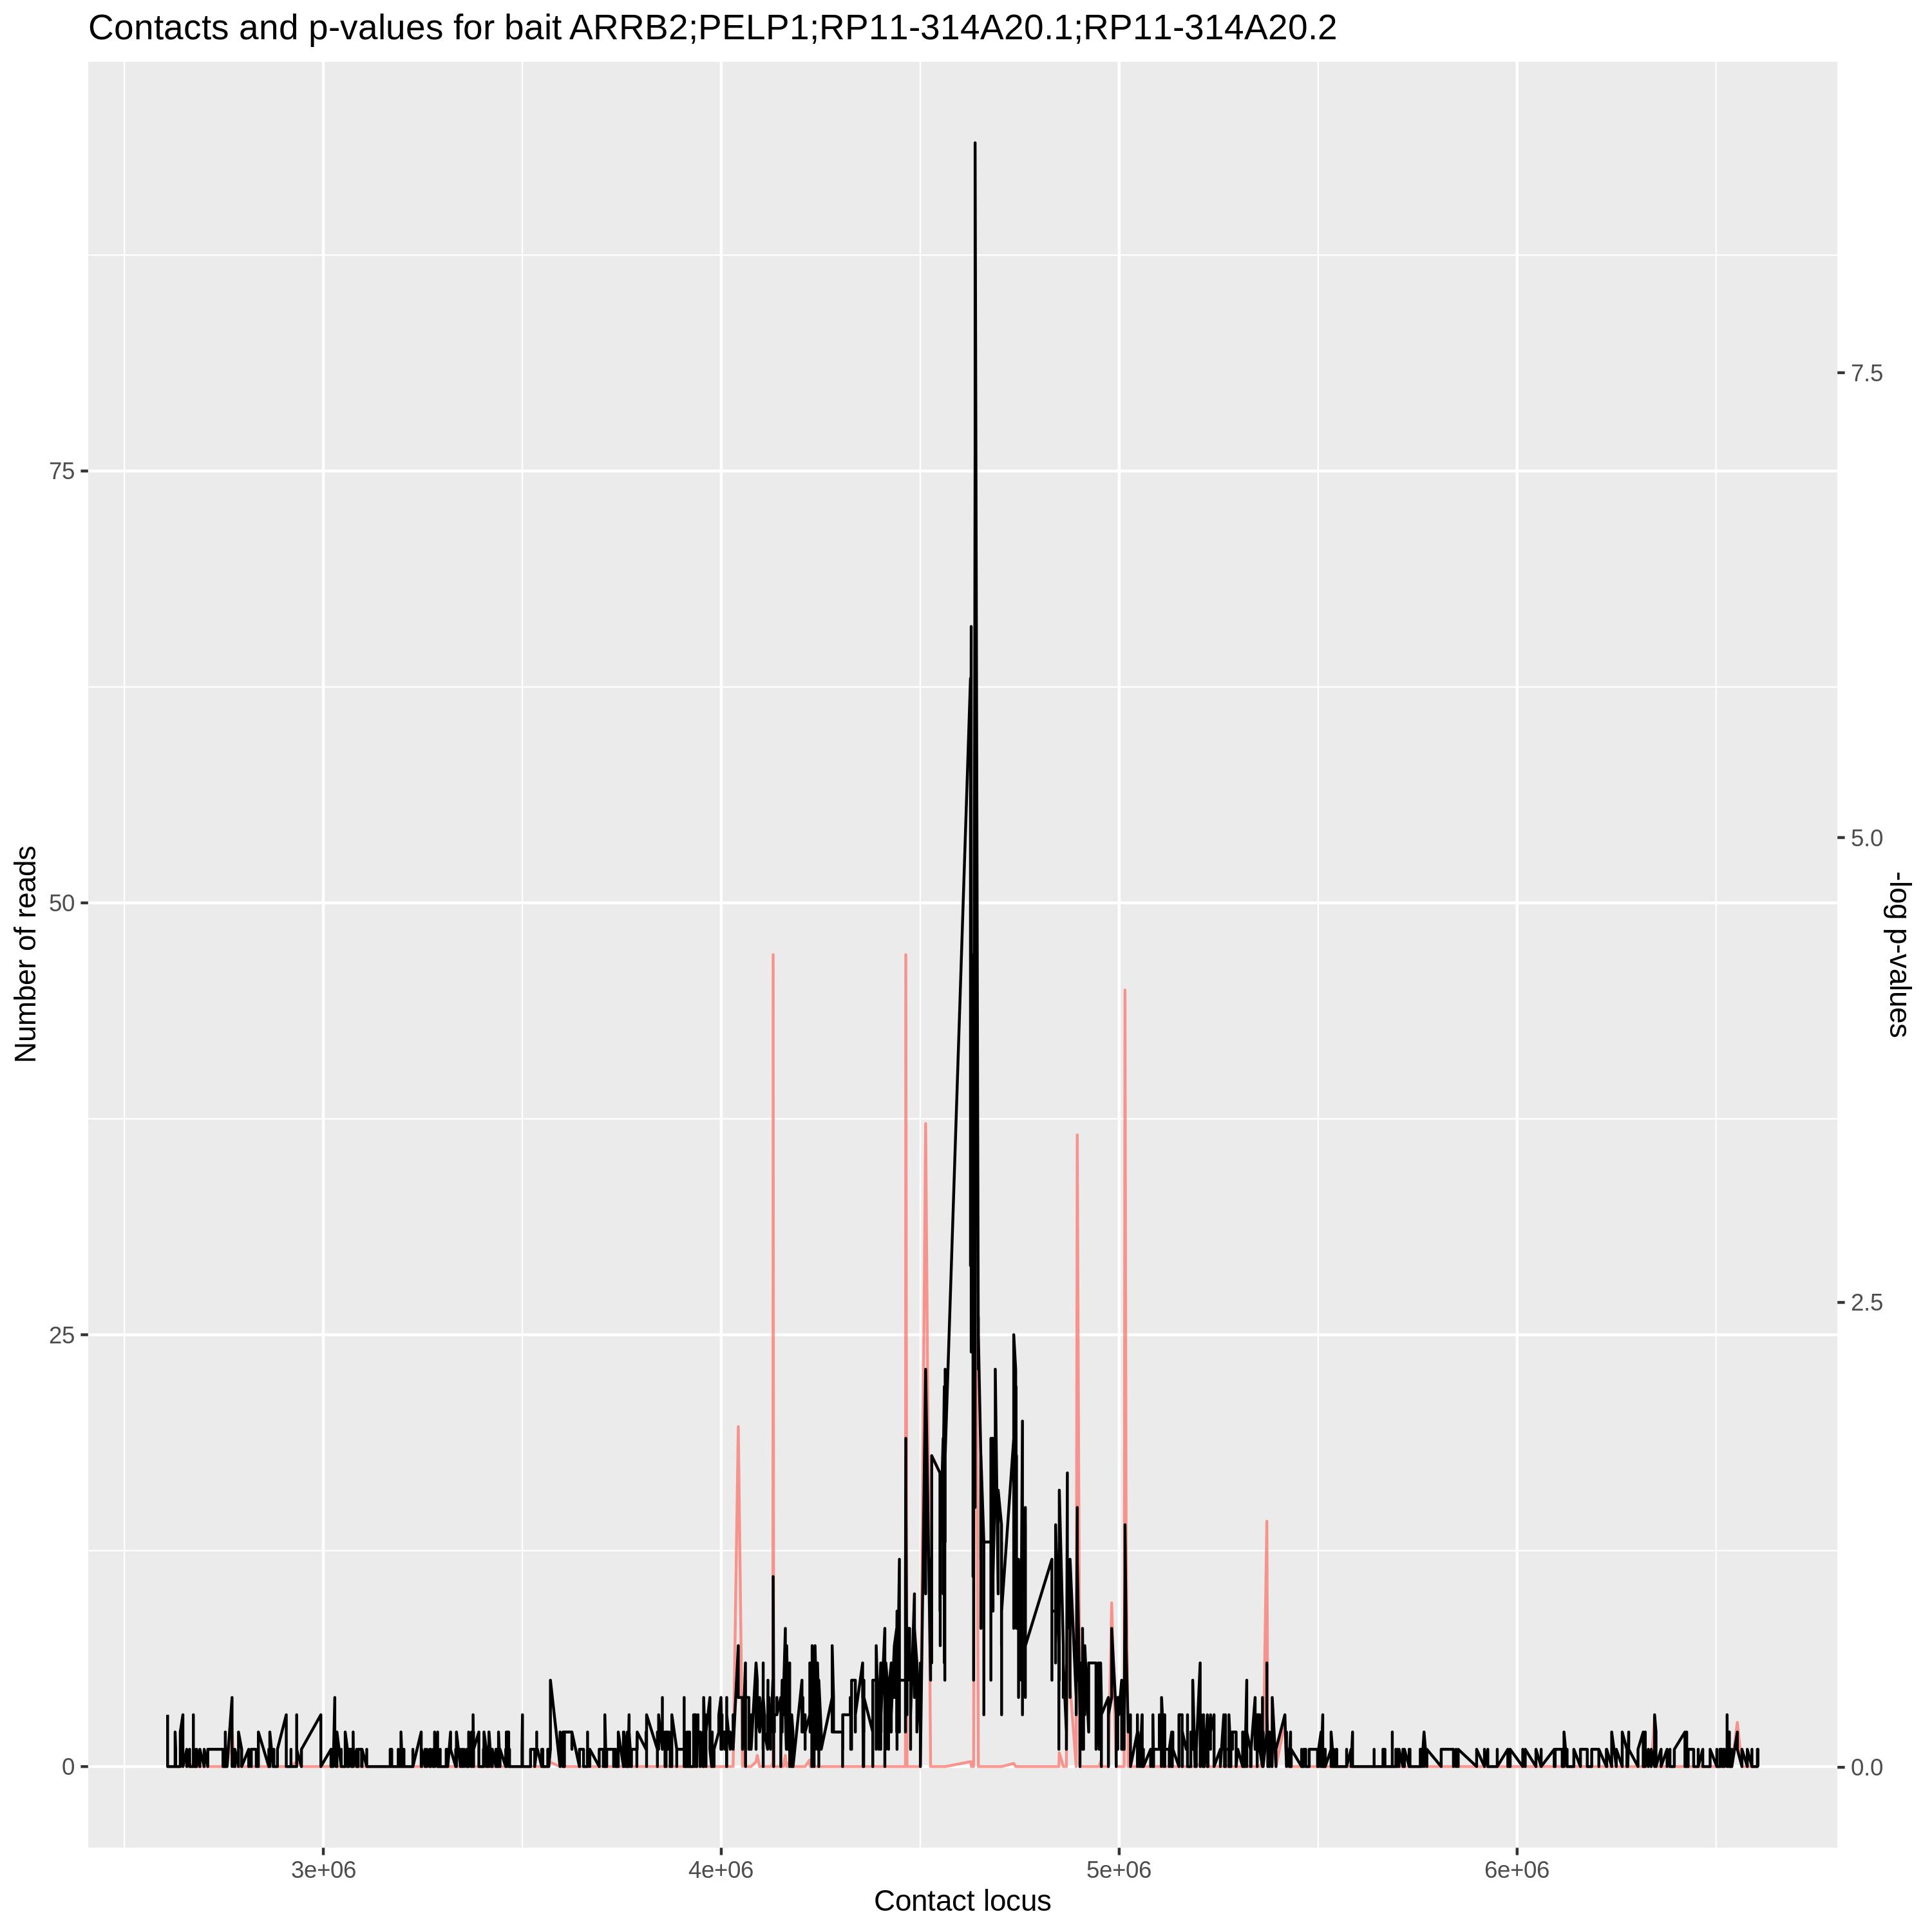 Contacts and p-values for bait ARRB2;PELP1;RP11-314A20.1;RP11-314A20.2
Number of reads
75
50
25
0
7.5
5.0
2.5
0.0
-log p-values
3e+06 4e+06 5e+06 6e+06
Contact locus